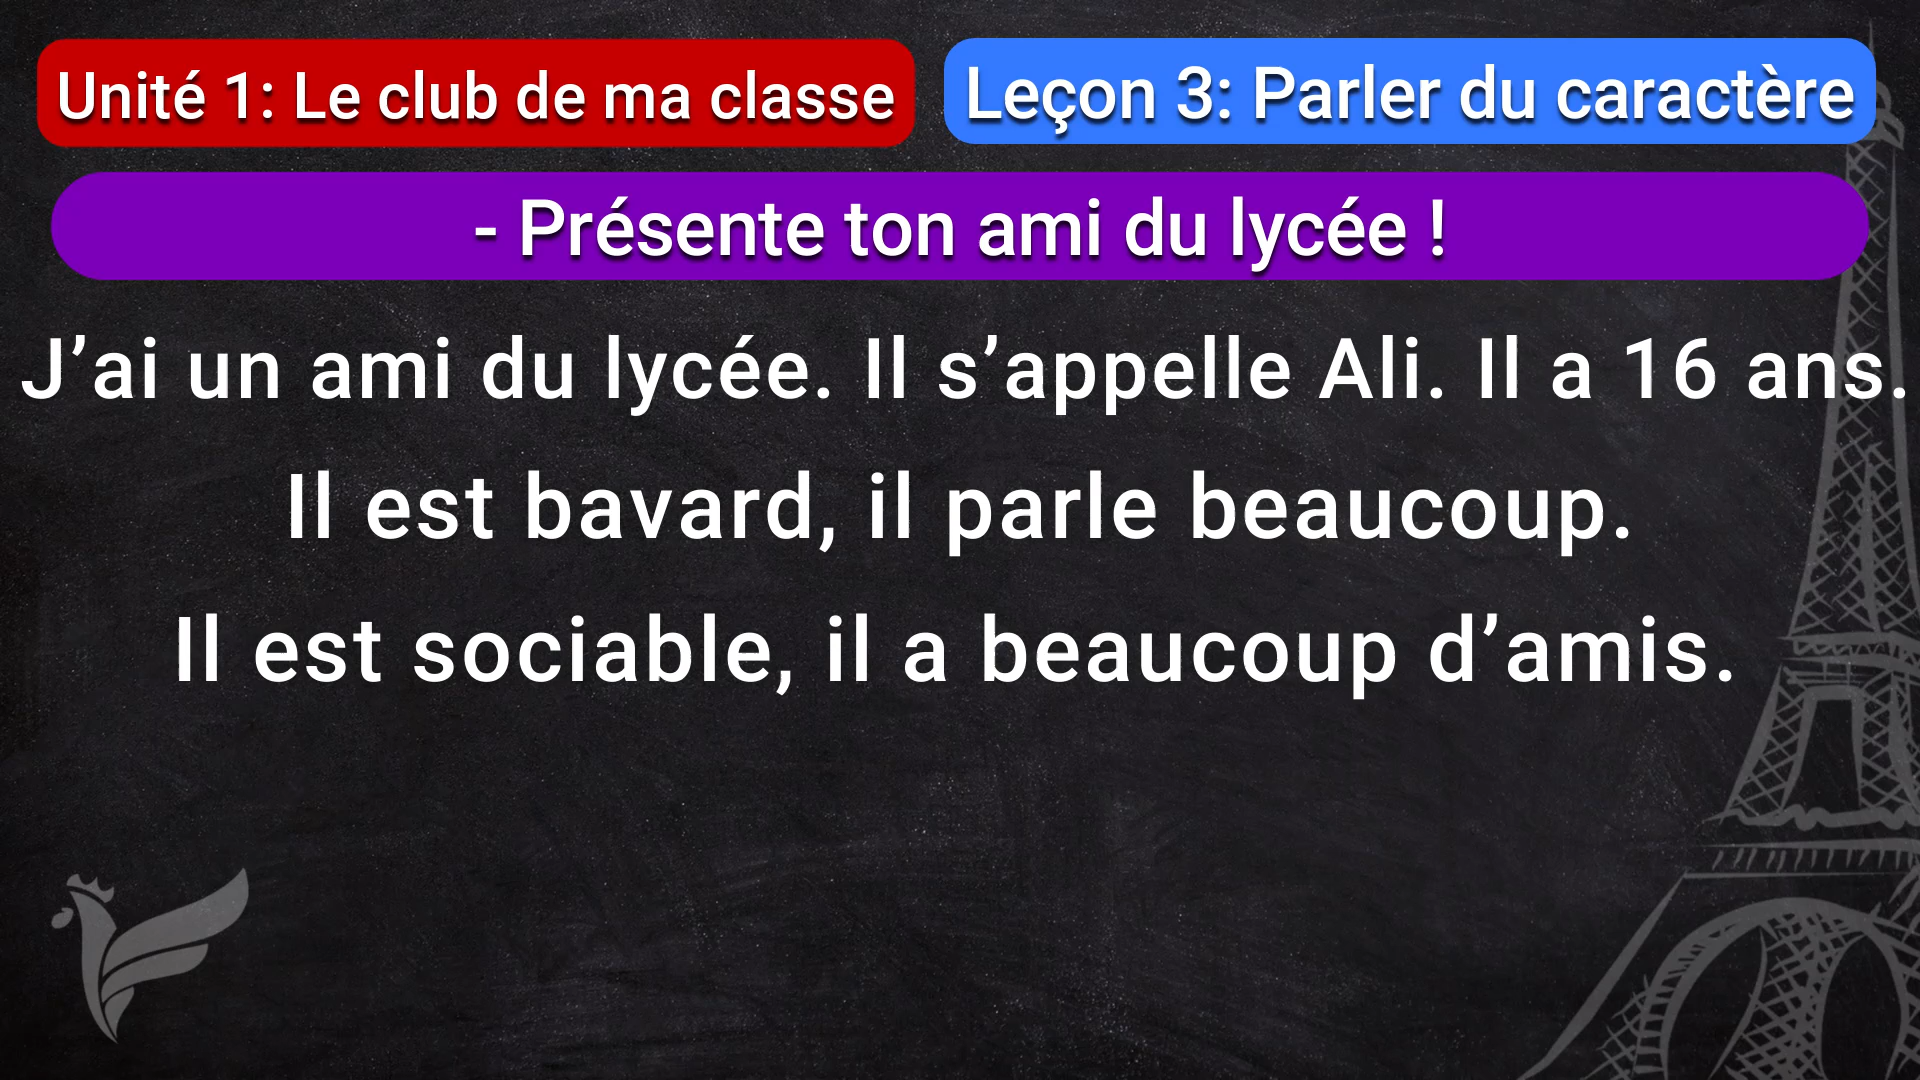 Unité 1: Le club de ma classe
Leçon 3: Parler du caractère
- Présente ton ami du lycée !
J’ai un ami du lycée. Il s’appelle Ali. Il a 16 ans.
Il est bavard, il parle beaucoup.
Il est sociable, il a beaucoup d’amis.